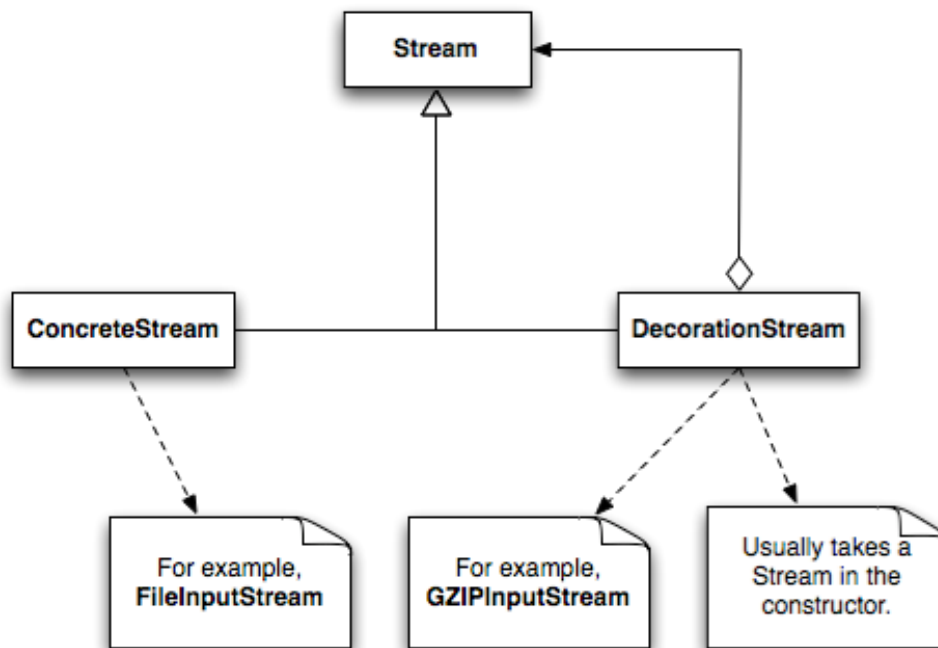 Stream
ConcreteStream
DecorationStream
For example,
FileInputStream
For example,
GZIPInputStream
Usually takes a
Stream in the
constructor.